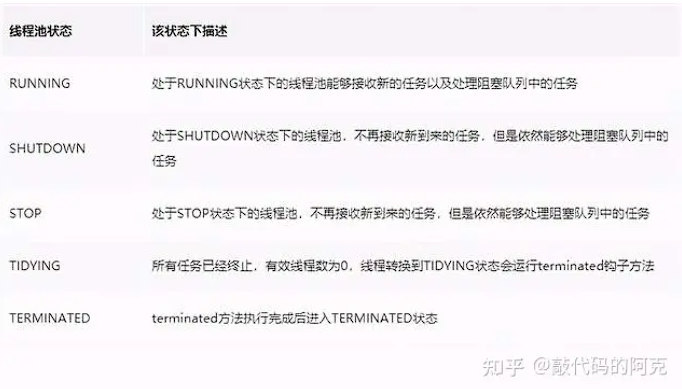 线程池状态 该状态下描述
RUNNING 处于RUNNING状态下的线程池能够接收新的任务以及处理阻塞队列中的任务
SHUTDOWN 处于SHUTDOWN状态下的线程池，不再接收新到来的任务，但是依然能够处理阻塞队列中的
任务
STOP 处于STOP状态下的线程池，不再接收新到来的任务，但是依然能够处理阻塞队列中的任务
TIDYING 所有任务已经终止，有效线程数为0，线程转换到TIDYING状态会运行terminated钩子方法
TERMINATED terminated方法执行完成后进入TERMINATED状态
知乎 @敲代码的阿克